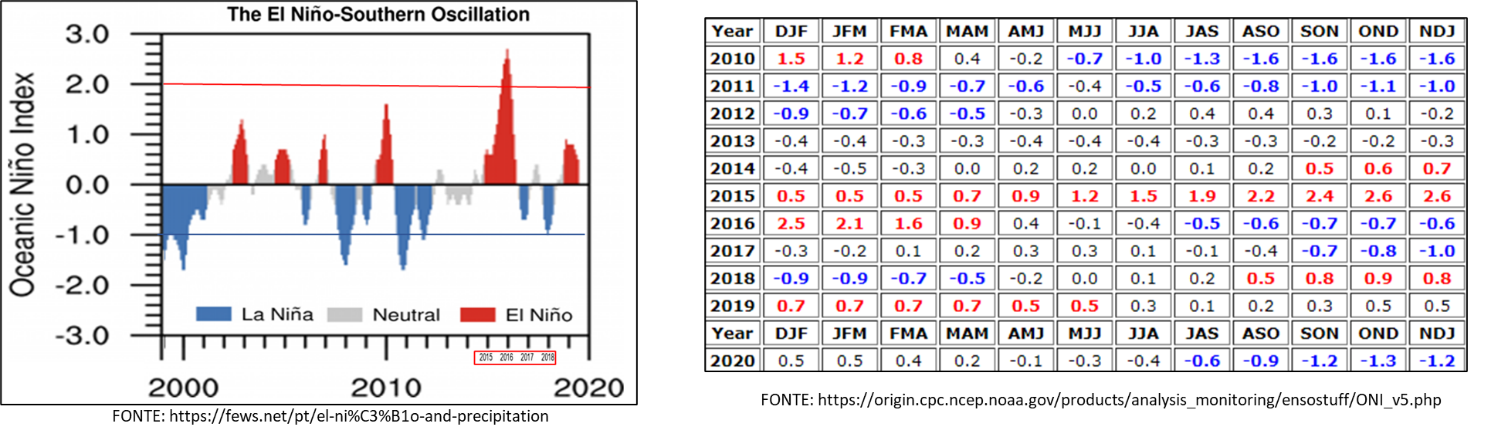 The El Niño-Southern Oscillation
Oceanic Niño Index
3.0
2.0
1.0
0.0
-1.0
-2.0
-3.0
La Niña Neutral El Niño
2015 2016 2017 2018
2000 2010 2020
FONTE: https://fews.net/pt/el-ni%C3%B1o-and-precipitation
Year DJF JFM FMA MAM AMJ MJJ JJA JAS ASO SON OND NDJ
2010 1.5 1.2 0.8 0.4 -0.2 -0.7 -1.0 -1.3 -1.6 -1.6 -1.6 -1.6
2011 -1.4 -1.2 -0.9 -0.7 -0.6 -0.4 -0.5 -0.6 -0.8 -1.0 -1.1 -1.0
2012 -0.9 -0.7 -0.6 -0.5 -0.3 0.0 0.2 0.4 0.4 0.3 0.1 -0.2
2013 -0.4 -0.4 -0.3 -0.3 -0.4 -0.4 -0.4 -0.3 -0.3 -0.2 -0.2 -0.3
2014 -0.4 -0.5 -0.3 0.0 0.2 0.2 0.0 0.1 0.2 0.5 0.6 0.7
2015 0.5 0.5 0.5 0.7 0.9 1.2 1.5 1.9 2.2 2.4 2.6 2.6
2016 2.5 2.1 1.6 0.9 0.4 -0.1 -0.4 -0.5 -0.6 -0.7 -0.7 -0.6
2017 -0.3 -0.2 0.1 0.2 0.3 0.3 0.1 -0.1 -0.4 -0.7 -0.8 -1.0
2018 -0.9 -0.9 -0.7 -0.5 -0.2 0.0 0.1 0.2 0.5 0.8 0.9 0.8
2019 0.7 0.7 0.7 0.7 0.5 0.5 0.3 0.1 0.2 0.3 0.5 0.5
Year DJF JFM FMA MAM AMJ MJJ JJA JAS ASO SON OND NDJ
2020 0.5 0.5 0.4 0.2 -0.1 -0.3 -0.4 -0.6 -0.9 -1.2 -1.3 -1.2
FONTE: https://origin.cpc.ncep.noaa.gov/products/analysis_monitoring/ensostuff/ONI_v5.php